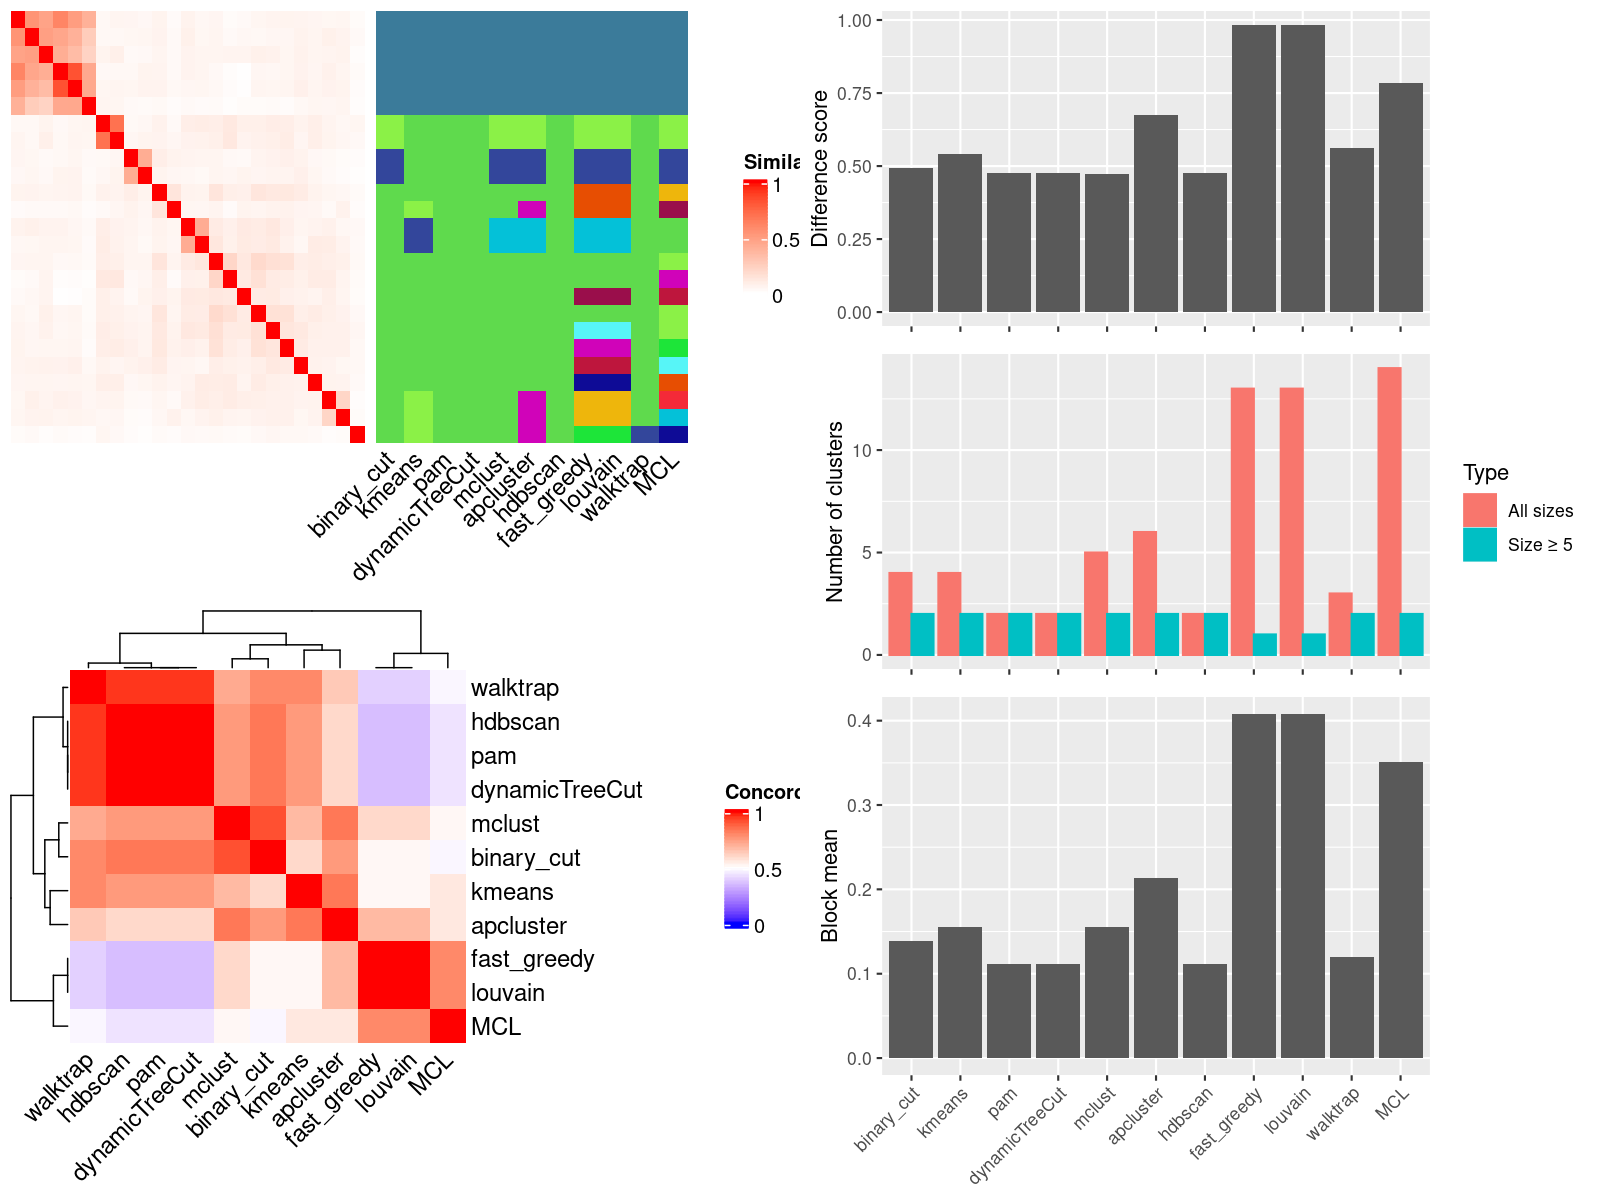 Simila
1
0.5
0
binary_cut
kmeans
pam
dynamicTreeCut
mclust
apcluster
hdbscan
fast_greedy
louvain
walktrap
MCL
Difference score
1.00
0.75
0.50
0.25
0.00
Number of clusters
10
5
0
Type
All sizes
Size ≥ 5
Block mean
0.4
0.3
0.2
0.1
0.0
binary_cut
kmeans
pam
dynamicTreeCut
mclust
apcluster
hdbscan
fast_greedy
louvain
walktrap
MCL
walktrap
hdbscan
pam
dynamicTreeCut
mclust
binary_cut
kmeans
apcluster
fast_greedy
louvain
MCL
Concord
1
0.5
0
walktrap
hdbscan
pam
dynamicTreeCut
mclust
binary_cut
kmeans
apcluster
fast_greedy
louvain
MCL